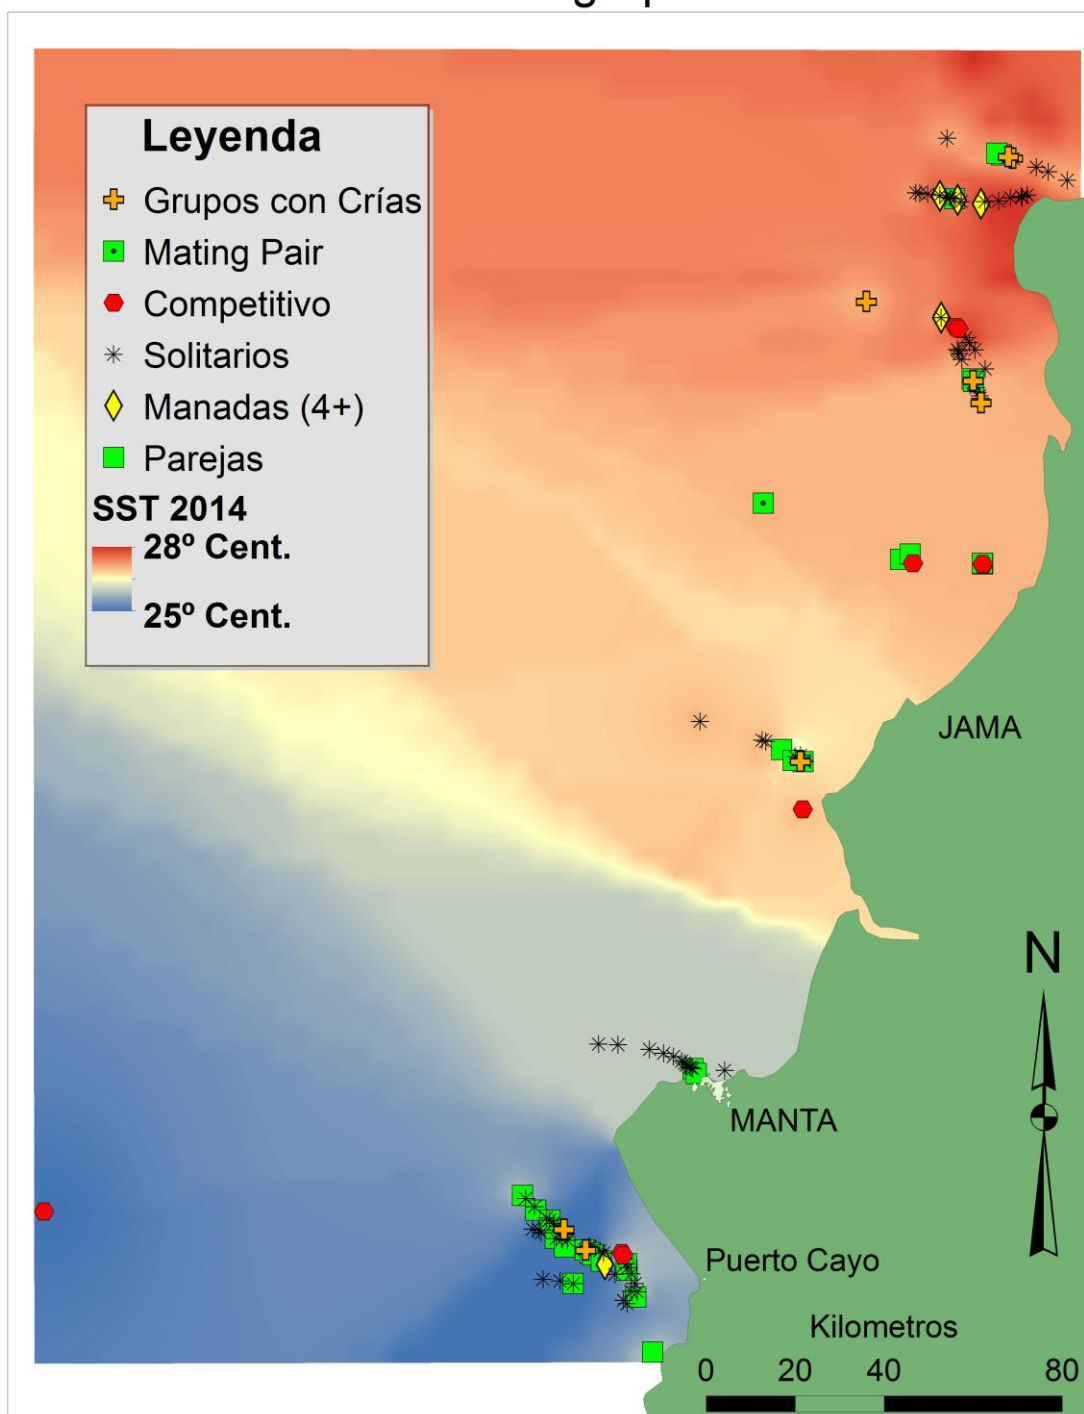 Leyenda
Grupos con Crías
Mating Pair
Competitivo
Solitarios
Manadas (4+)
Parejas
SST 2014
28º Cent.
25º Cent.
JAMA
N
MANTA
Puerto Cayo
Kilometros
0 20 40 80